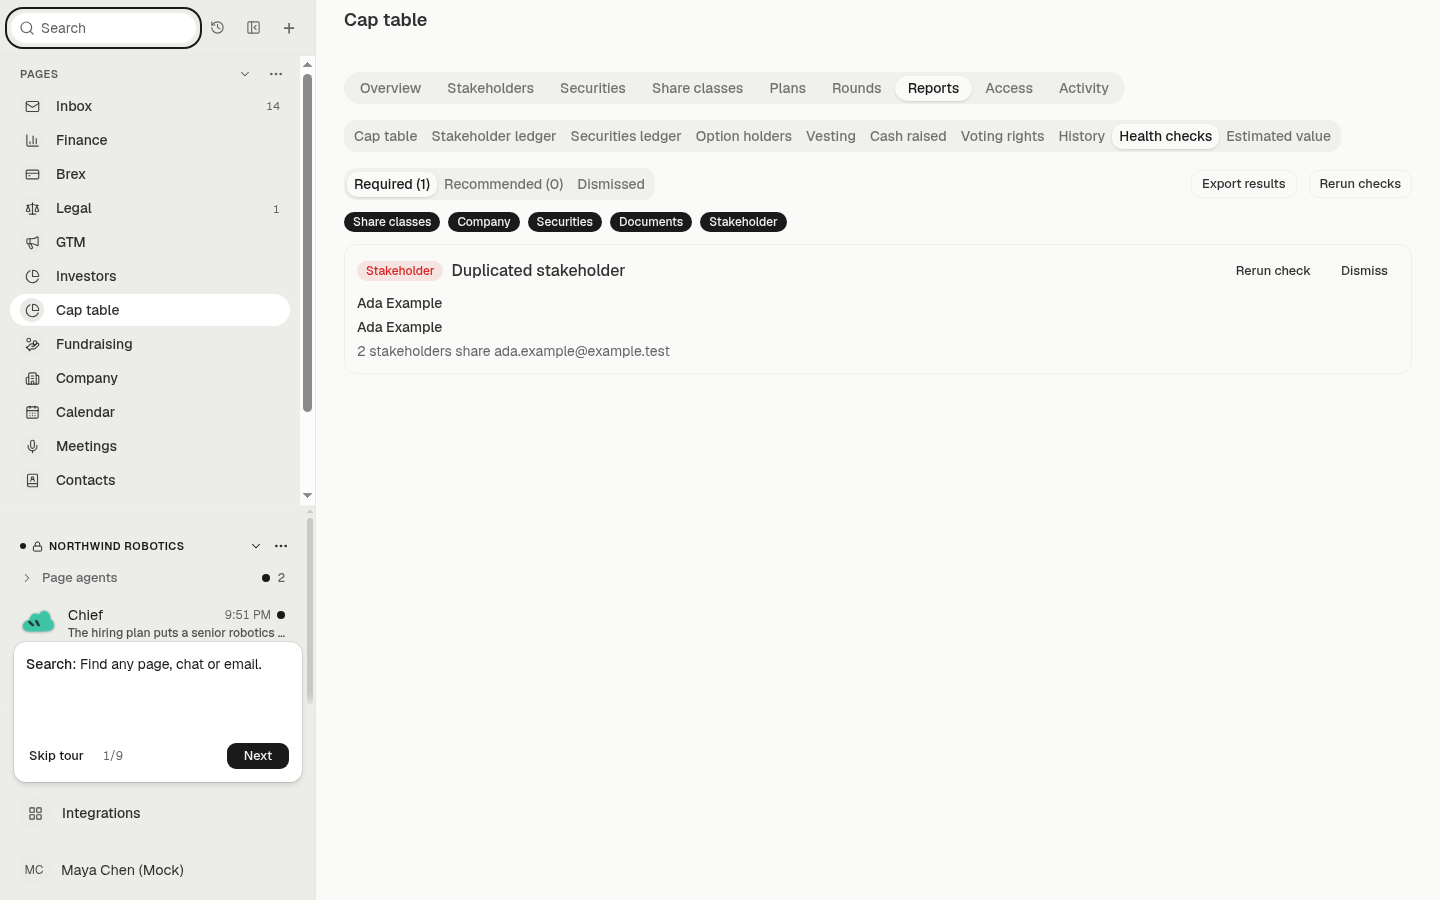 Search
PAGES
Inbox 14
Finance
Brex
Legal 1
GTM
Investors
Cap table
Fundraising
Company
Calendar
Meetings
Contacts
NORTHWIND ROBOTICS
Page agents 2
Chief 9:51 PM
The hiring plan puts a senior robotics ...
Search: Find any page, chat or email.
Skip tour 1/9 Next
Integrations
MC Maya Chen (Mock)
Cap table
Overview Stakeholders Securities Share classes Plans Rounds Reports Access Activity
Cap table Stakeholder ledger Securities ledger Option holders Vesting Cash raised Voting rights History Health checks Estimated value
Required (1) Recommended (0) Dismissed Export results Rerun checks
Share classes Company Securities Documents Stakeholder
Stakeholder Duplicated stakeholder Rerun check Dismiss
Ada Example
Ada Example
2 stakeholders share ada.example@example.test